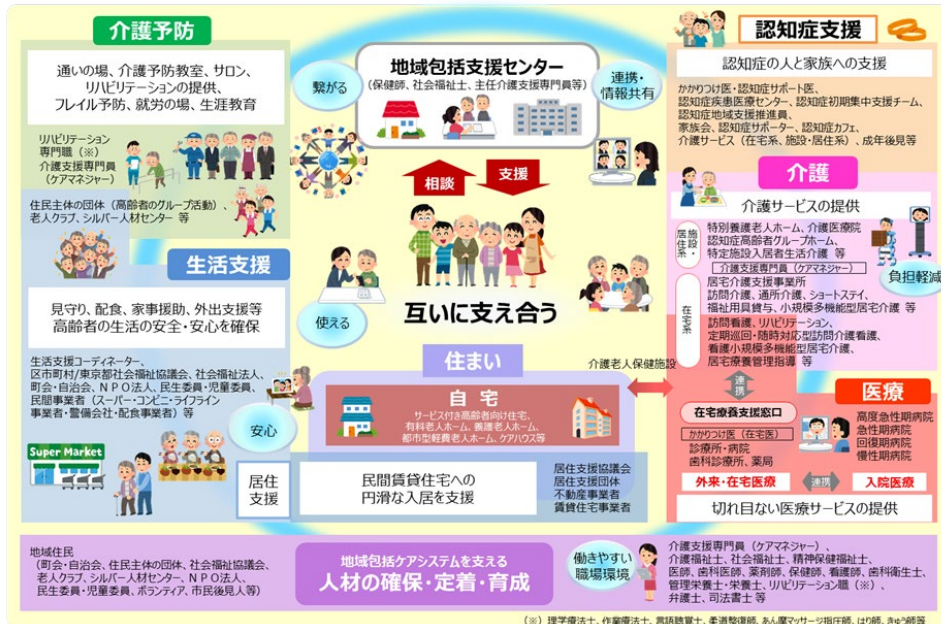 介護予防
通いの場、介護予防教室、サロン、
リハビリテーションの提供、
フレイル予防、就労の場、生涯教育
リハビリテーション
専門職(※)
介護支援専門員
(ケアマネジャー)
住民主体の団体(高齢者のグループ活動)、
老人クラブ、シルバー人材センター 等
生活支援
見守り、配食、家事援助、外出支援等
高齢者の生活の安全・安心を確保
生活支援コーディネーター、
区市町村/東京都社会福祉協議会、社会福祉法人、
町会・自治会、NPO法人、民生委員・児童委員、
民間事業者(スーパー・コンビニ・ライフライン
事業者・警備会社・配食事業者)等
Super Market
繋がる
地域包括支援センター
(保健師、社会福祉士、主任介護支援専門員等)
連携・
情報共有
相談
支援
互いに支え合う
使える
安心
住まい
自宅
サービス付き高齢者向け住宅、
有料老人ホーム、養護老人ホーム、
都市型軽費老人ホーム、ケアハウス等
居住
支援
民間賃貸住宅への
円滑な入居を支援
居住支援協議会
居住支援団体
不動産事業者
賃貸住宅事業者
介護老人保健施設
認知症支援
認知症の人と家族への支援
かかりつけ医・認知症サポート医、
認知症疾患医療センター、認知症初期集中支援チーム、
認知症地域支援推進員、
家族会、認知症サポーター、認知症カフェ、
介護サービス(在宅系、施設・居住系)、成年後見等
介護
介護サービスの提供
施設・
居住系
特別養護老人ホーム、介護医療院
認知症高齢者グループホーム、
特定施設入居者生活介護 等
介護支援専門員(ケアマネジャー)
負担軽減
在宅系
居宅介護支援事業所
訪問介護、通所介護、ショートステイ、
福祉用具貸与、小規模多機能型居宅介護 等
訪問看護、リハビリテーション、
定期巡回・随時対応型訪問介護看護、
看護小規模多機能型居宅介護、
居宅療養管理指導 等
連携
医療
在宅療養支援窓口
かかりつけ医(在宅医)
診療所・病院
歯科診療所、薬局
高度急性期病院
急性期病院
回復期病院
慢性期病院
外来・在宅医療
連携
入院医療
切れ目ない医療サービスの提供
地域住民
(町会・自治会、住民主体の団体、社会福祉協議会、
老人クラブ、シルバー人材センター、NPO法人、
民生委員・児童委員、ボランティア、市民後見人等)
地域包括ケアシステムを支える
人材の確保・定着・育成
働きやすい
職場環境
介護支援専門員(ケアマネジャー)、
介護福祉士、社会福祉士、精神保健福祉士、
医師、歯科医師、薬剤師、保健師、看護師、歯科衛生士、
管理栄養士・栄養士、リハビリテーション職(※)、
弁護士、司法書士 等
(※)理学療法士、作業療法士、言語聴覚士、柔道整復師、あん摩マッサージ指圧師、はり師、きゅう師等